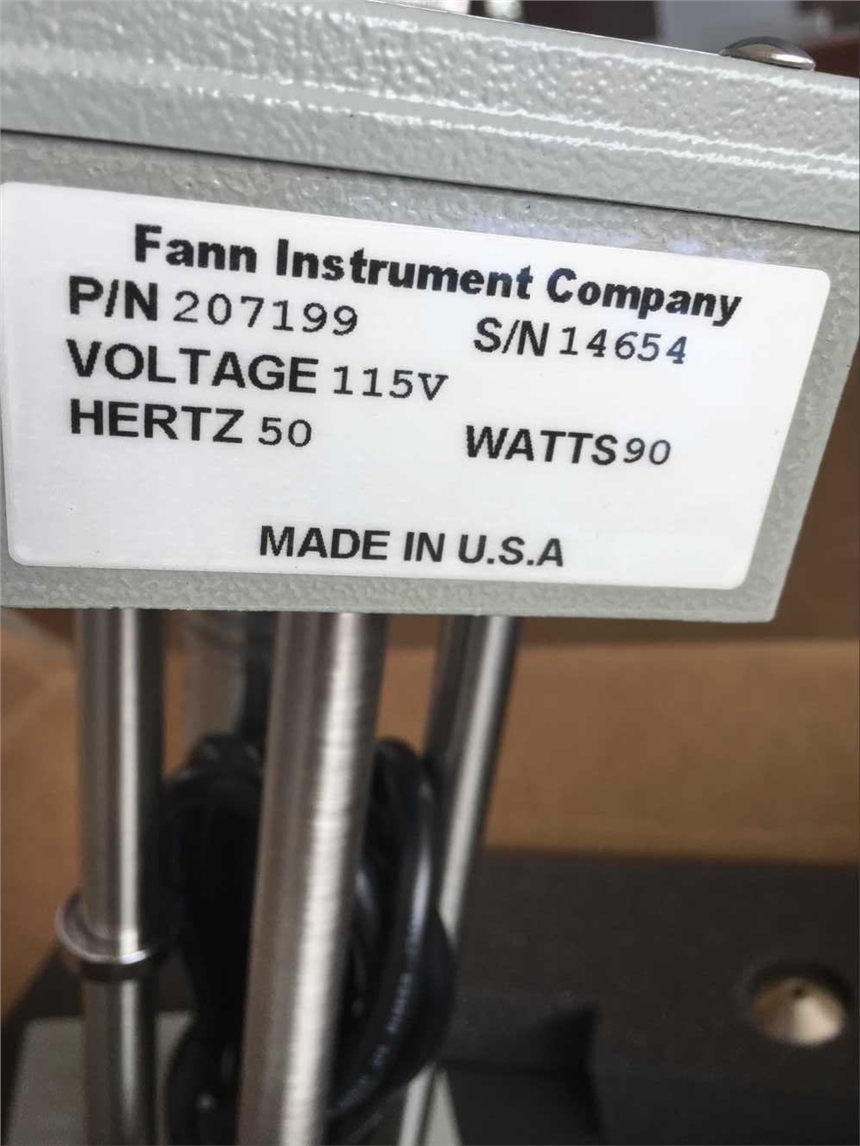 Fann Instrument Company
P/N 207199 S/N 14654
VOLTAGE 115V
HERTZ 50 WATTS 90
MADE IN U.S.A